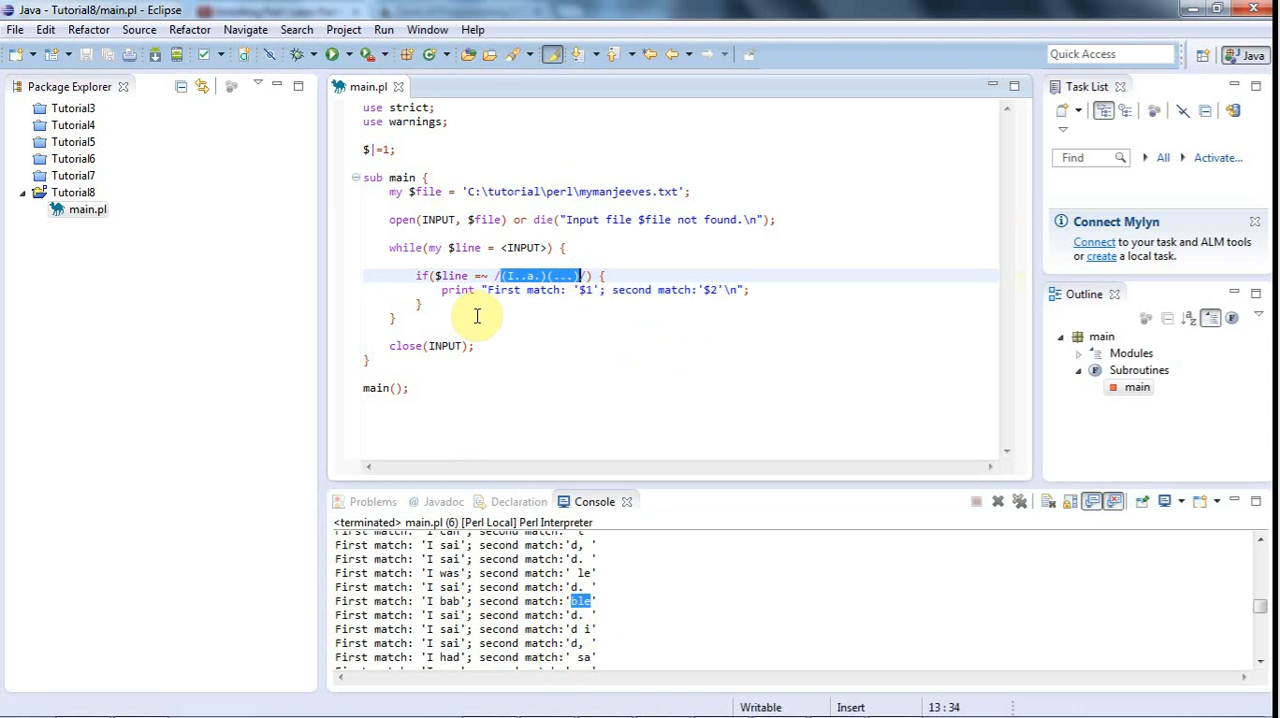 Java - Tutorial8/main.pl - Eclipse
File Edit Refactor Source Refactor Navigate Search Project Run Window Help
Quick Access
Java
Package Explorer
Tutorial3
Tutorial4
Tutorial5
Tutorial6
Tutorial7
Tutorial8
main.pl
main.pl
use strict;
use warnings;
$|=1;
sub main {
my $file = 'C:\tutorial\perl\mymanjeeves.txt';
open(INPUT, $file) or die("Input file $file not found.\n");
while(my $line = <INPUT>) {
if($line =~ /(I..a.)(...)/) {
print "First match: '$1'; second match:'$2'\n";
}
}
close(INPUT);
}
main();
Task List
Find
All
Activate...
Connect Mylyn
Connect to your task and ALM tools
or create a local task.
Outline
main
Modules
Subroutines
main
Problems @ Javadoc Declaration Console
<terminated> main.pl (6) [Perl Local] Perl Interpreter
First match: 'I can'; second match:'t
First match: 'I sai'; second match:'d, '
First match: 'I sai'; second match:'d. '
First match: 'I was'; second match:' le'
First match: 'I sai'; second match:'d. '
First match: 'I bab'; second match:'ble'
First match: 'I sai'; second match:'d. '
First match: 'I sai'; second match:'d i'
First match: 'I sai'; second match:'d, '
First match: 'I had'; second match:' sa'
Writable
Insert
13 : 34